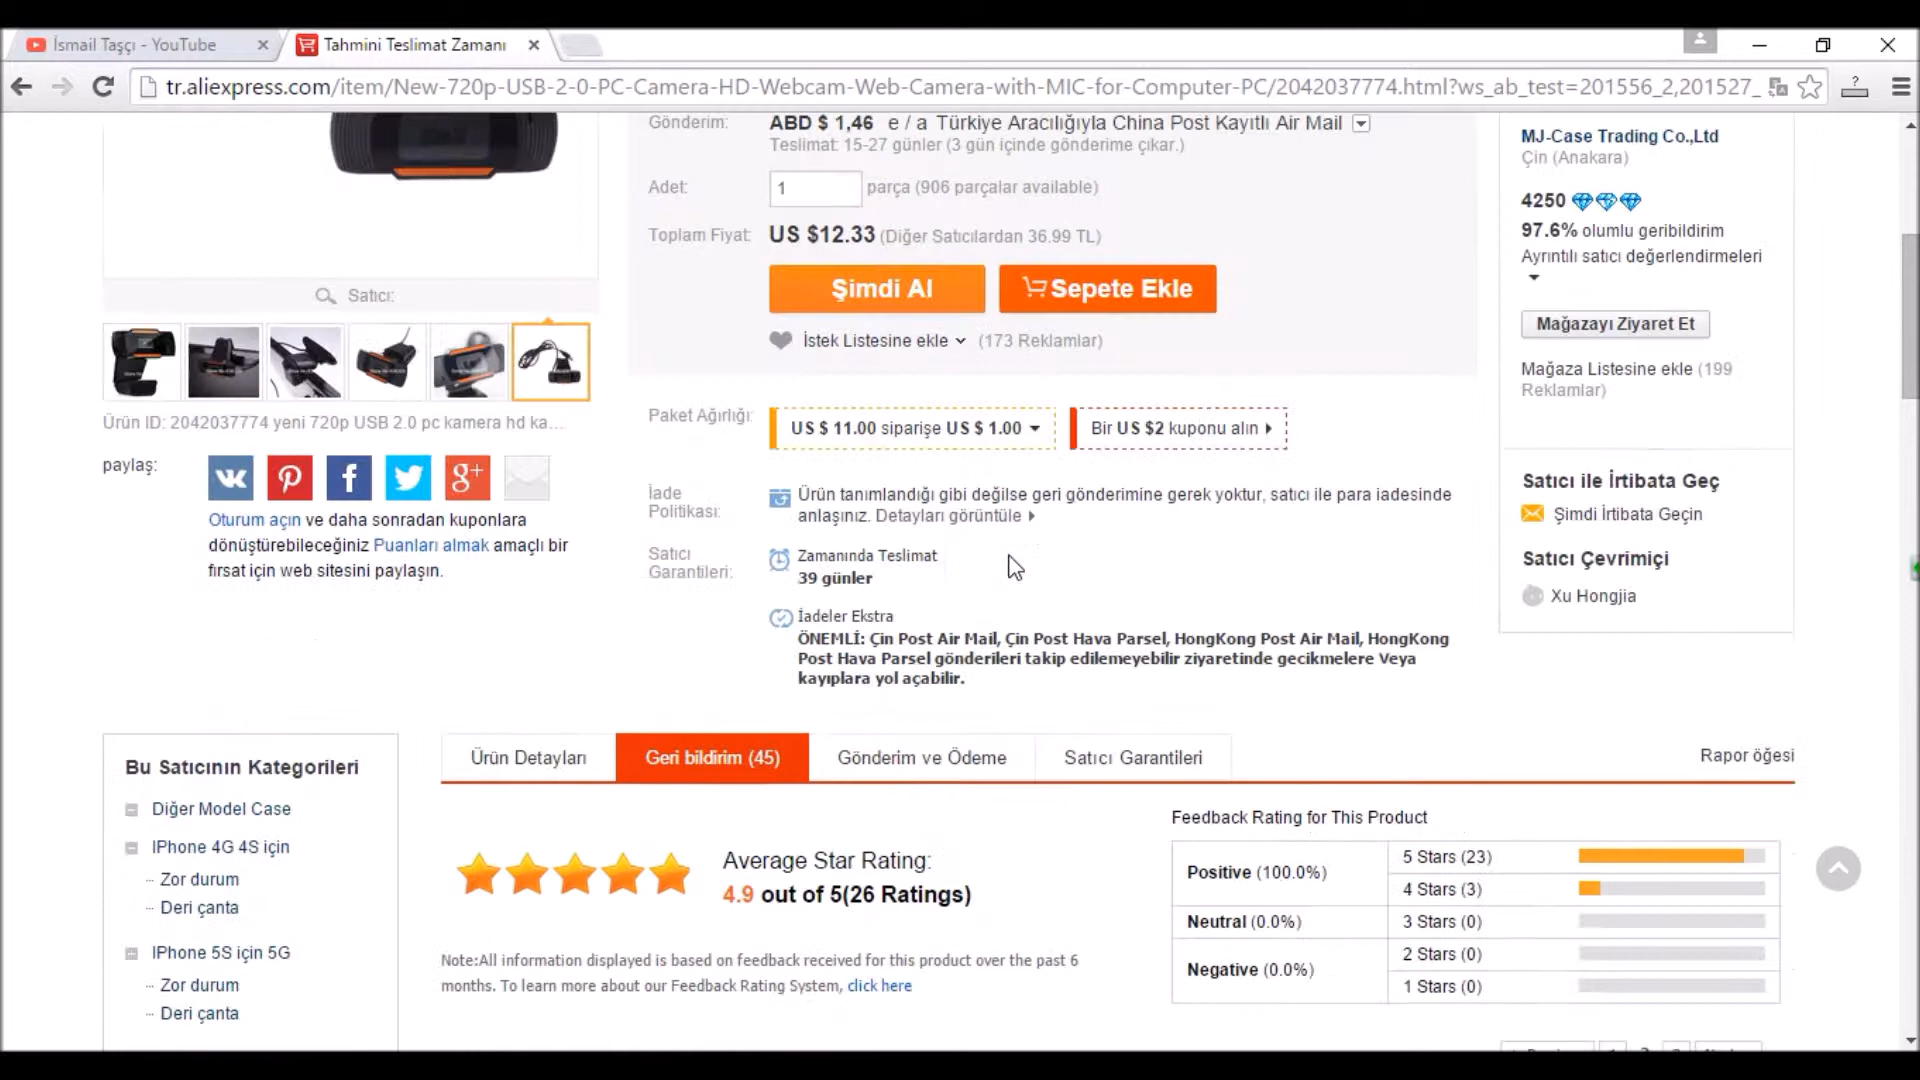 İsmail Taşçı - YouTube
Tahmini Teslimat Zamanı
tr.aliexpress.com/item/New-720p-USB-2-0-PC-Camera-HD-Webcam-Web-Camera-with-MIC-for-Computer-PC/2042037774.html?ws_ab_test=201556_2,201527_
Gönderim:
ABD $ 1,46 e / a Türkiye Aracılığıyla China Post Kayıtlı Air Mail
Teslimat: 15-27 günler (3 gün içinde gönderime çıkar.)
Adet:
1 parça (906 parçalar available)
Toplam Fiyat:
US $12.33 (Diğer Satıcılardan 36.99 TL)
Şimdi Al
Sepete Ekle
İstek Listesine ekle (173 Reklamlar)
Satıcı:
Ürün ID: 2042037774 yeni 720p USB 2.0 pc kamera hd ka...
paylaş:
Oturum açın ve daha sonradan kuponlara
dönüştürebileceğiniz Puanları almak amaçlı bir
fırsat için web sitesini paylaşın.
Paket Ağırlığı:
US $ 11.00 siparişe US $ 1.00
Bir US $2 kuponu alın
İade
Politikası:
Ürün tanımlandığı gibi değilse geri gönderimine gerek yoktur, satıcı ile para iadesinde
anlaşınız. Detayları görüntüle
Satıcı
Garantileri:
Zamanında Teslimat
39 günler
İadeler Ekstra
ÖNEMLİ: Çin Post Air Mail, Çin Post Hava Parsel, HongKong Post Air Mail, HongKong
Post Hava Parsel gönderileri takip edilemeyebilir ziyaretinde gecikmelere Veya
kayıplara yol açabilir.
MJ-Case Trading Co.,Ltd
Çin (Anakara)
4250
97.6% olumlu geribildirim
Ayrıntılı satıcı değerlendirmeleri
Mağazayı Ziyaret Et
Mağaza Listesine ekle (199
Reklamlar)
Satıcı ile İrtibata Geç
Şimdi İrtibata Geçin
Satıcı Çevrimiçi
Xu Hongjia
Bu Satıcının Kategorileri
Diğer Model Case
IPhone 4G 4S için
Zor durum
Deri çanta
IPhone 5S için 5G
Zor durum
Deri çanta
Ürün Detayları
Geri bildirim (45)
Gönderim ve Ödeme
Satıcı Garantileri
Rapor öğesi
Average Star Rating:
4.9 out of 5(26 Ratings)
Note:All information displayed is based on feedback received for this product over the past 6
months. To learn more about our Feedback Rating System, click here
Feedback Rating for This Product
Positive (100.0%)
5 Stars (23)
4 Stars (3)
Neutral (0.0%)
3 Stars (0)
Negative (0.0%)
2 Stars (0)
1 Stars (0)